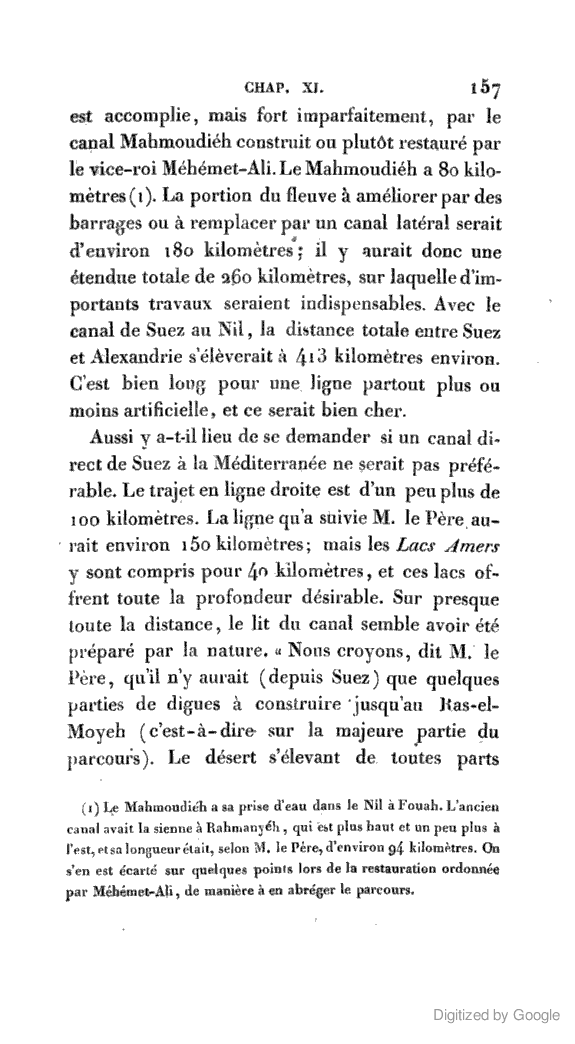 CHAP. XI. 157
est accomplie, mais fort imparfaitement, par le
canal Mahmoudiéh construit ou plutôt restauré par
le vice-roi Méhémet-Ali. Le Mahmoudiéh a 80 kilo-
mètres (1). La portion du fleuve à améliorer par des
barrages ou à remplacer par un canal latéral serait
d'environ 180 kilomètres; il y aurait donc une
étendue totale de 260 kilomètres, sur laquelle d'im-
portants travaux seraient indispensables. Avec le
canal de Suez au Nil, la distance totale entre Suez
et Alexandrie s'élèverait à 413 kilomètres environ.
C'est bien long pour une ligne partout plus ou
moins artificielle, et ce serait bien cher.
Aussi y a-t-il lieu de se demander si un canal di-
rect de Suez à la Méditerranée ne serait pas préfé-
rable. Le trajet en ligne droite est d'un peu plus de
100 kilomètres. La ligne qu'a suivie M. le Père au-
rait environ 150 kilomètres; mais les Lacs Amers
y sont compris pour 40 kilomètres, et ces lacs of-
frent toute la profondeur désirable. Sur presque
toute la distance, le lit du canal semble avoir été
préparé par la nature. « Nous croyons, dit M. le
Père, qu'il n'y aurait (depuis Suez) que quelques
parties de digues à construire jusqu'au Ras-el-
Moyeh (c'est-à-dire sur la majeure partie du
parcours). Le désert s'élevant de toutes parts
(1) Le Mahmoudiéh a sa prise d'eau dans le Nil à Fouah. L'ancien
canal avait la sienne à Rahmanyéh, qui est plus haut et un peu plus à
l'est, et sa longueur était, selon M. le Père, d'environ 94 kilomètres. On
s'en est écarté sur quelques points lors de la restauration ordonnée
par Méhémet-Ali, de manière à en abréger le parcours.
Digitized by Google